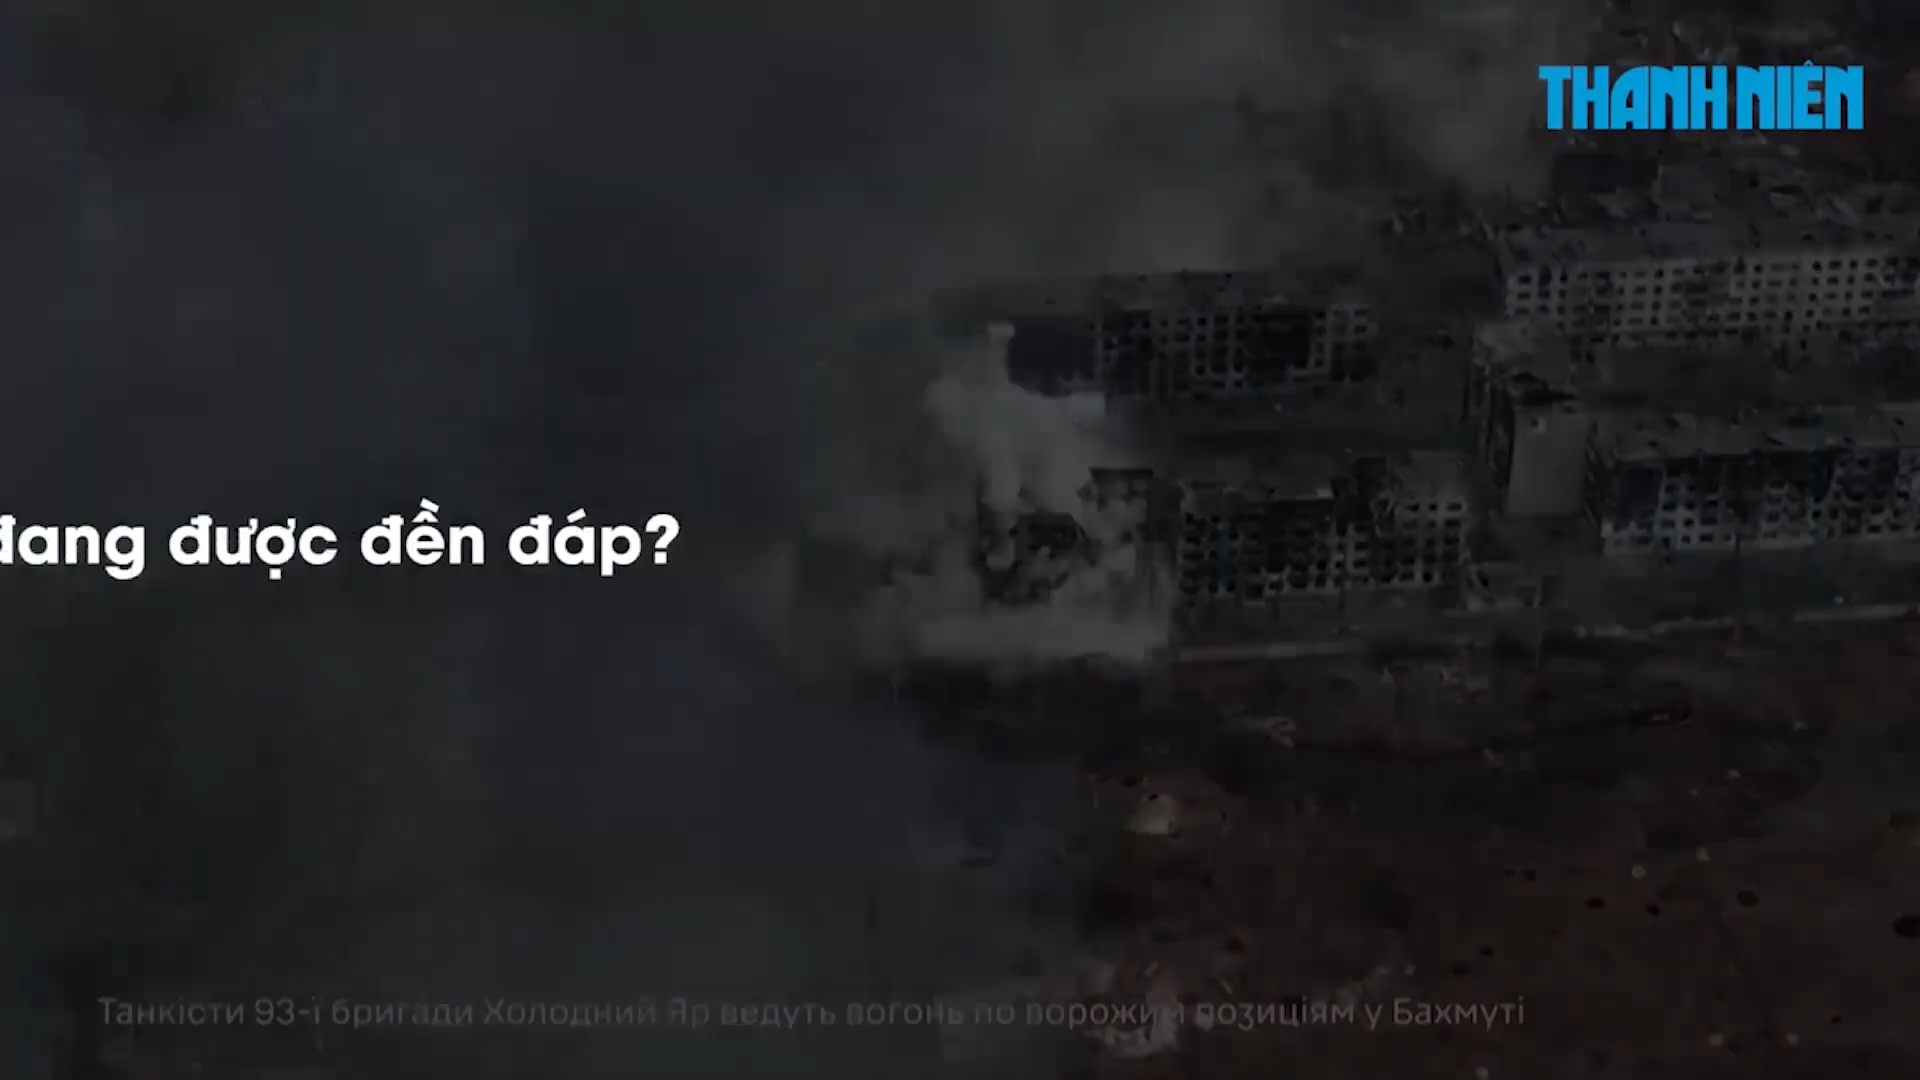 THANH NIÊN
đang được đền đáp?
Танкісти 93-ї бригади Холодний Яр ведуть вогонь по ворожим позиціям у Бахмуті